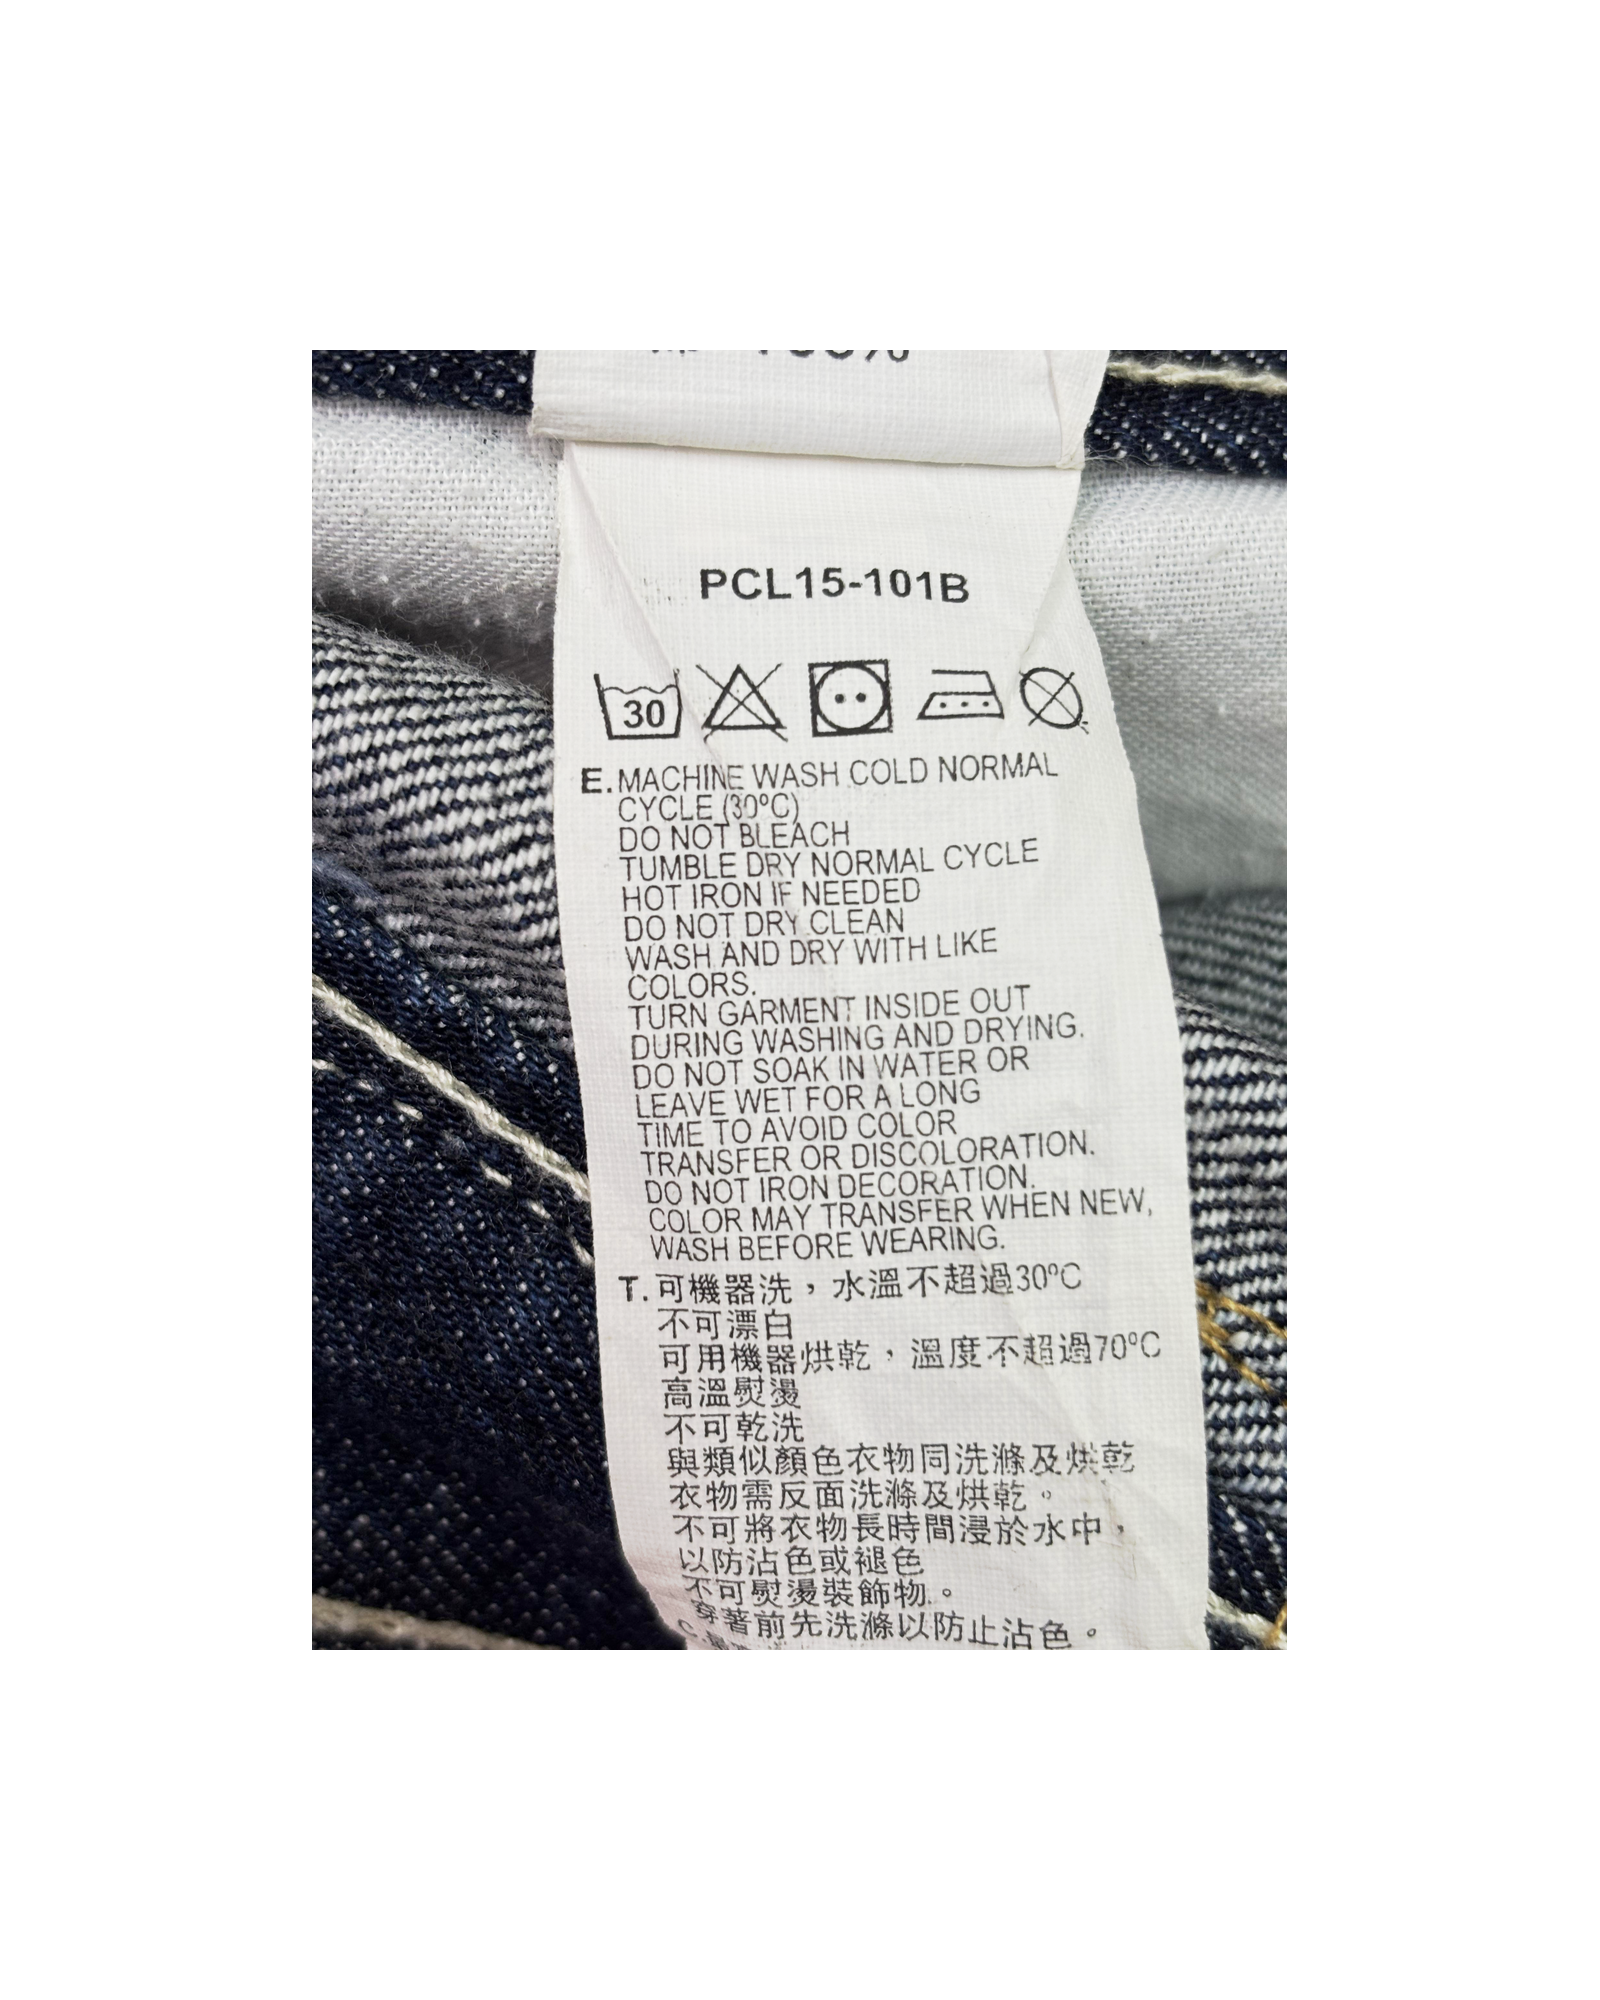 100%
PCL15-101B
30
E. MACHINE WASH COLD NORMAL
CYCLE (30ºC)
DO NOT BLEACH
TUMBLE DRY NORMAL CYCLE
HOT IRON IF NEEDED
DO NOT DRY CLEAN
WASH AND DRY WITH LIKE
COLORS.
TURN GARMENT INSIDE OUT
DURING WASHING AND DRYING.
DO NOT SOAK IN WATER OR
LEAVE WET FOR A LONG
TIME TO AVOID COLOR
TRANSFER OR DISCOLORATION.
DO NOT IRON DECORATION.
COLOR MAY TRANSFER WHEN NEW,
WASH BEFORE WEARING.
T. 可機器洗，水溫不超過30ºC
不可漂白
可用機器烘乾，溫度不超過70ºC
高溫熨燙
不可乾洗
與類似顏色衣物同洗滌及烘乾
衣物需反面洗滌及烘乾。
不可將衣物長時間浸於水中，
以防沾色或褪色
不可熨燙裝飾物。
穿著前先洗滌以防止沾色。
C.